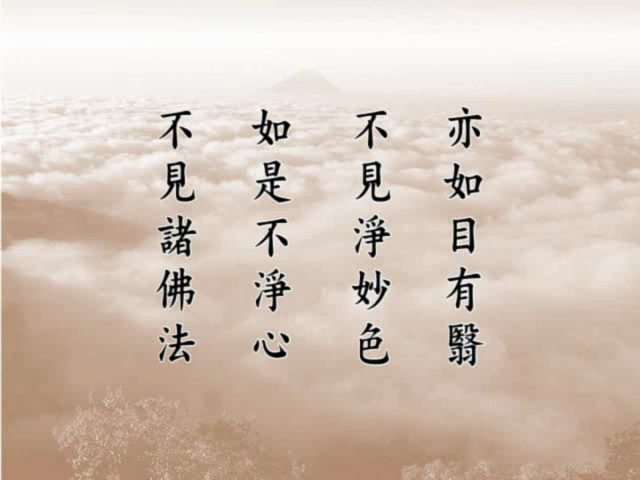 亦如目有翳
不見淨妙色
如是不淨心
不見諸佛法